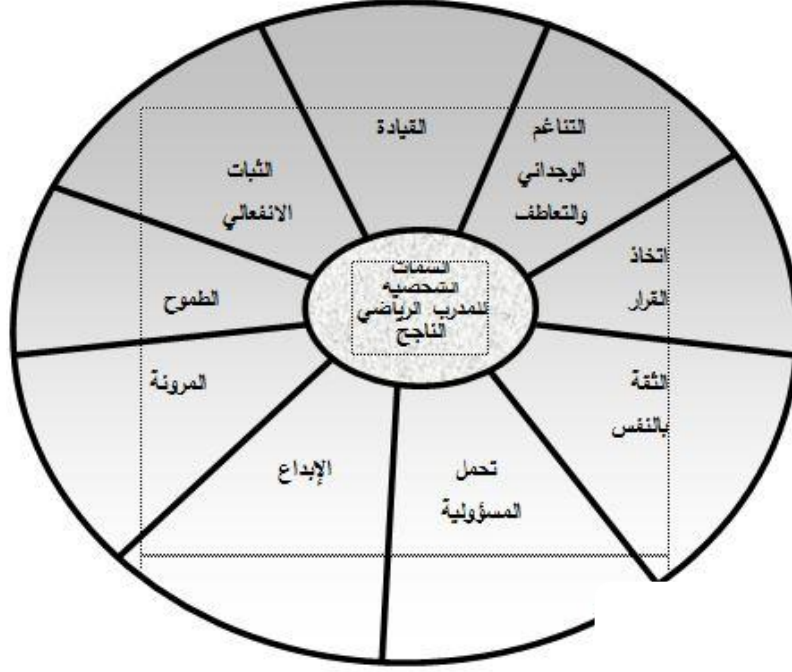 القيادة
التناغم
الوجداني
والتعاطف
اتخاذ
القرار
الثقة
بالنفس
تحمل
المسؤولية
الإبداع
المرونة
الطموح
الثبات
الانفعالي
السمات
الشخصية
للمدرب الرياضي
الناجح